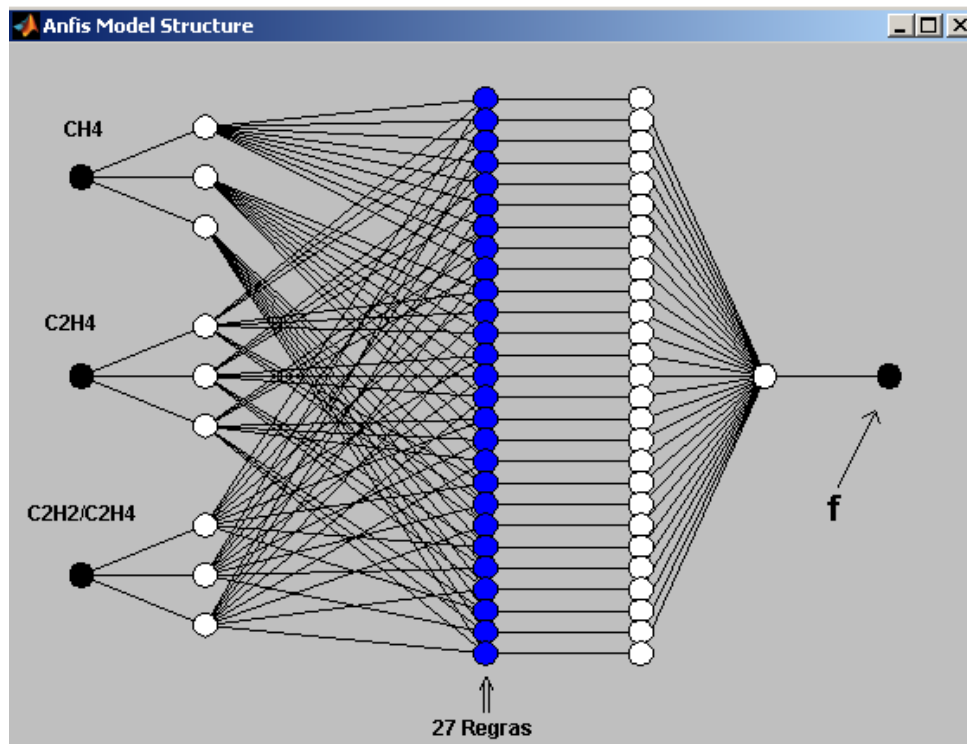 Anfis Model Structure
CH4
C2H4
C2H2/C2H4
f
27 Regras